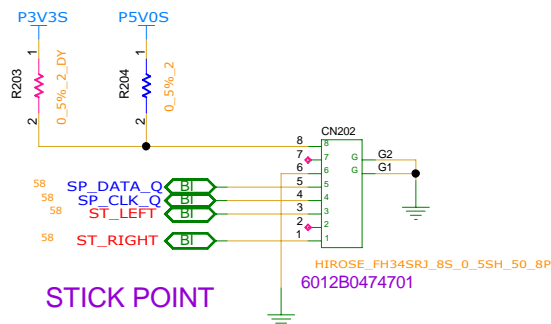 P3V3S P5V0S
1 1
R203 0_5%_2_DY R204 0_5%_2
2 2
CN202
8 8
7 7 G G2
6 6 G G1
58 SP_DATA_Q BI 5 5
58 SP_CLK_Q BI 4 4
58 ST_LEFT BI 3 3
2 2
58 ST_RIGHT BI 1 1
HIROSE_FH34SRJ_8S_0_5SH_50_8P
6012B0474701
STICK POINT